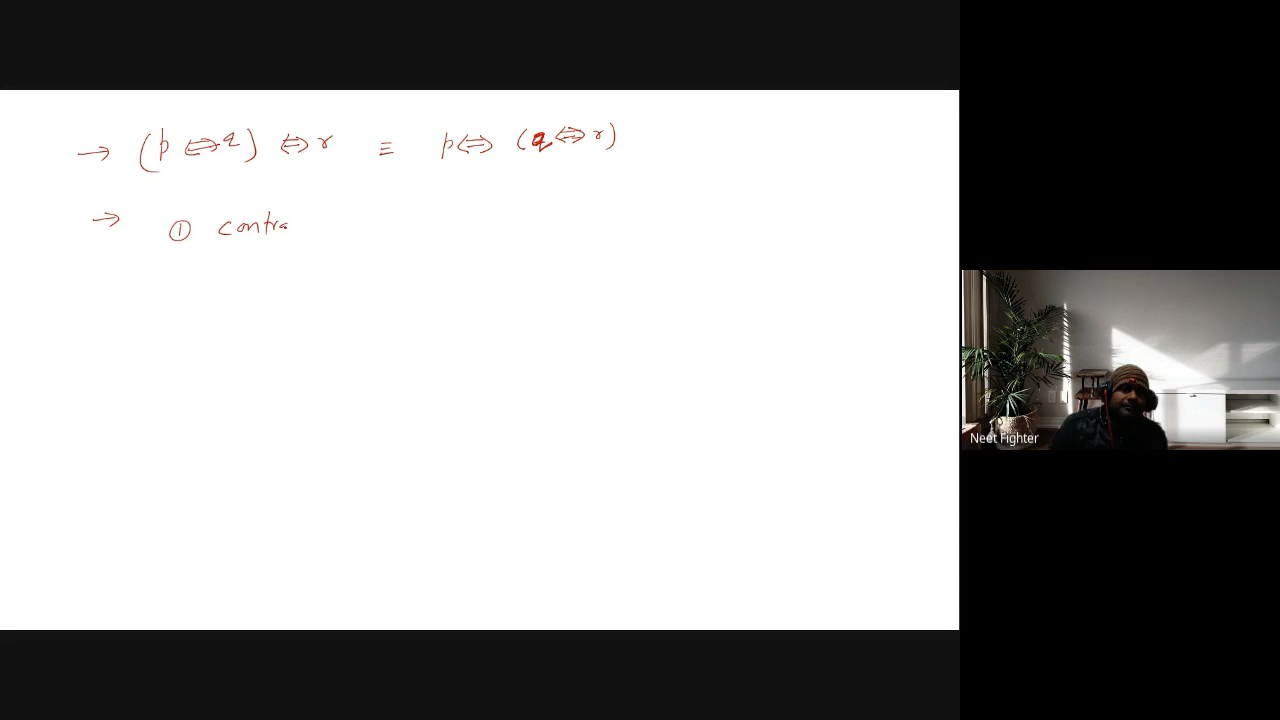 → (p ⇔ q) ⇔ r ≡ p ⇔ (q ⇔ r)
→ ① contra
Neet Fighter